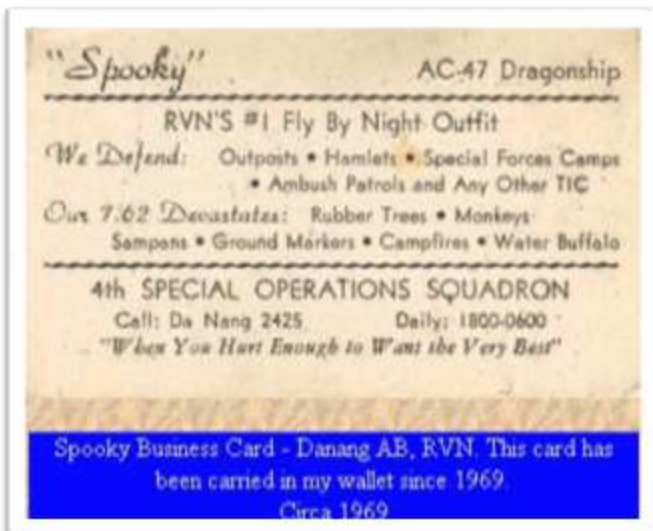 "Spooky" AC-47 Dragonship
RVN'S #1 Fly By Night Outfit
We Defend: Outposts • Hamlets • Special Forces Camps
• Ambush Patrols and Any Other TIC
Our 7.62 Devastates: Rubber Trees • Monkeys
Sampans • Ground Markers • Campfires • Water Buffalo
4th SPECIAL OPERATIONS SQUADRON
Call: Da Nang 2425 Daily: 1800-0600
"When You Hurt Enough to Want the Very Best"
Spooky Business Card - Danang AB, RVN. This card has
been carried in my wallet since 1969.
Circa 1969